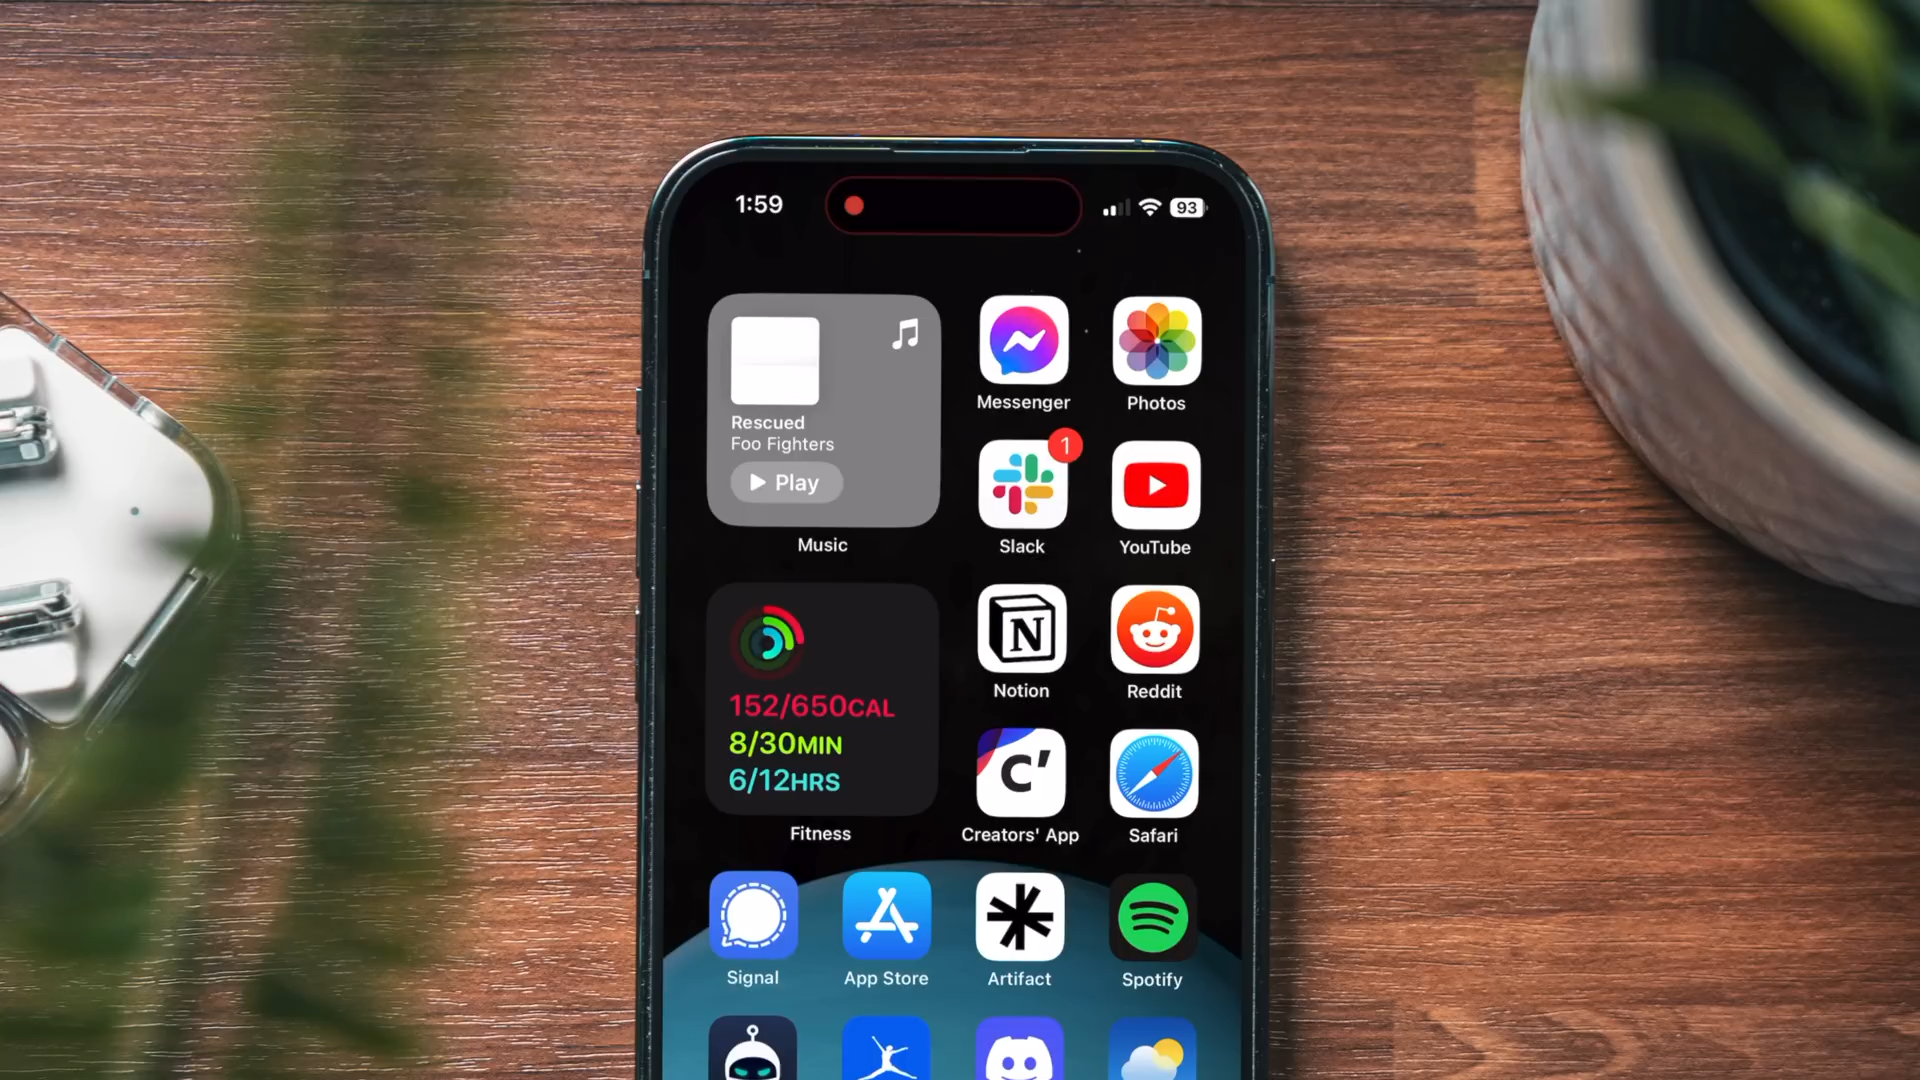 1:59
93
Rescued
Foo Fighters
Play
Music
Messenger
Photos
1
Slack
YouTube
152/650CAL
8/30MIN
6/12HRS
Fitness
N
Notion
Reddit
C'
Creators' App
Safari
Signal
App Store
Artifact
Spotify